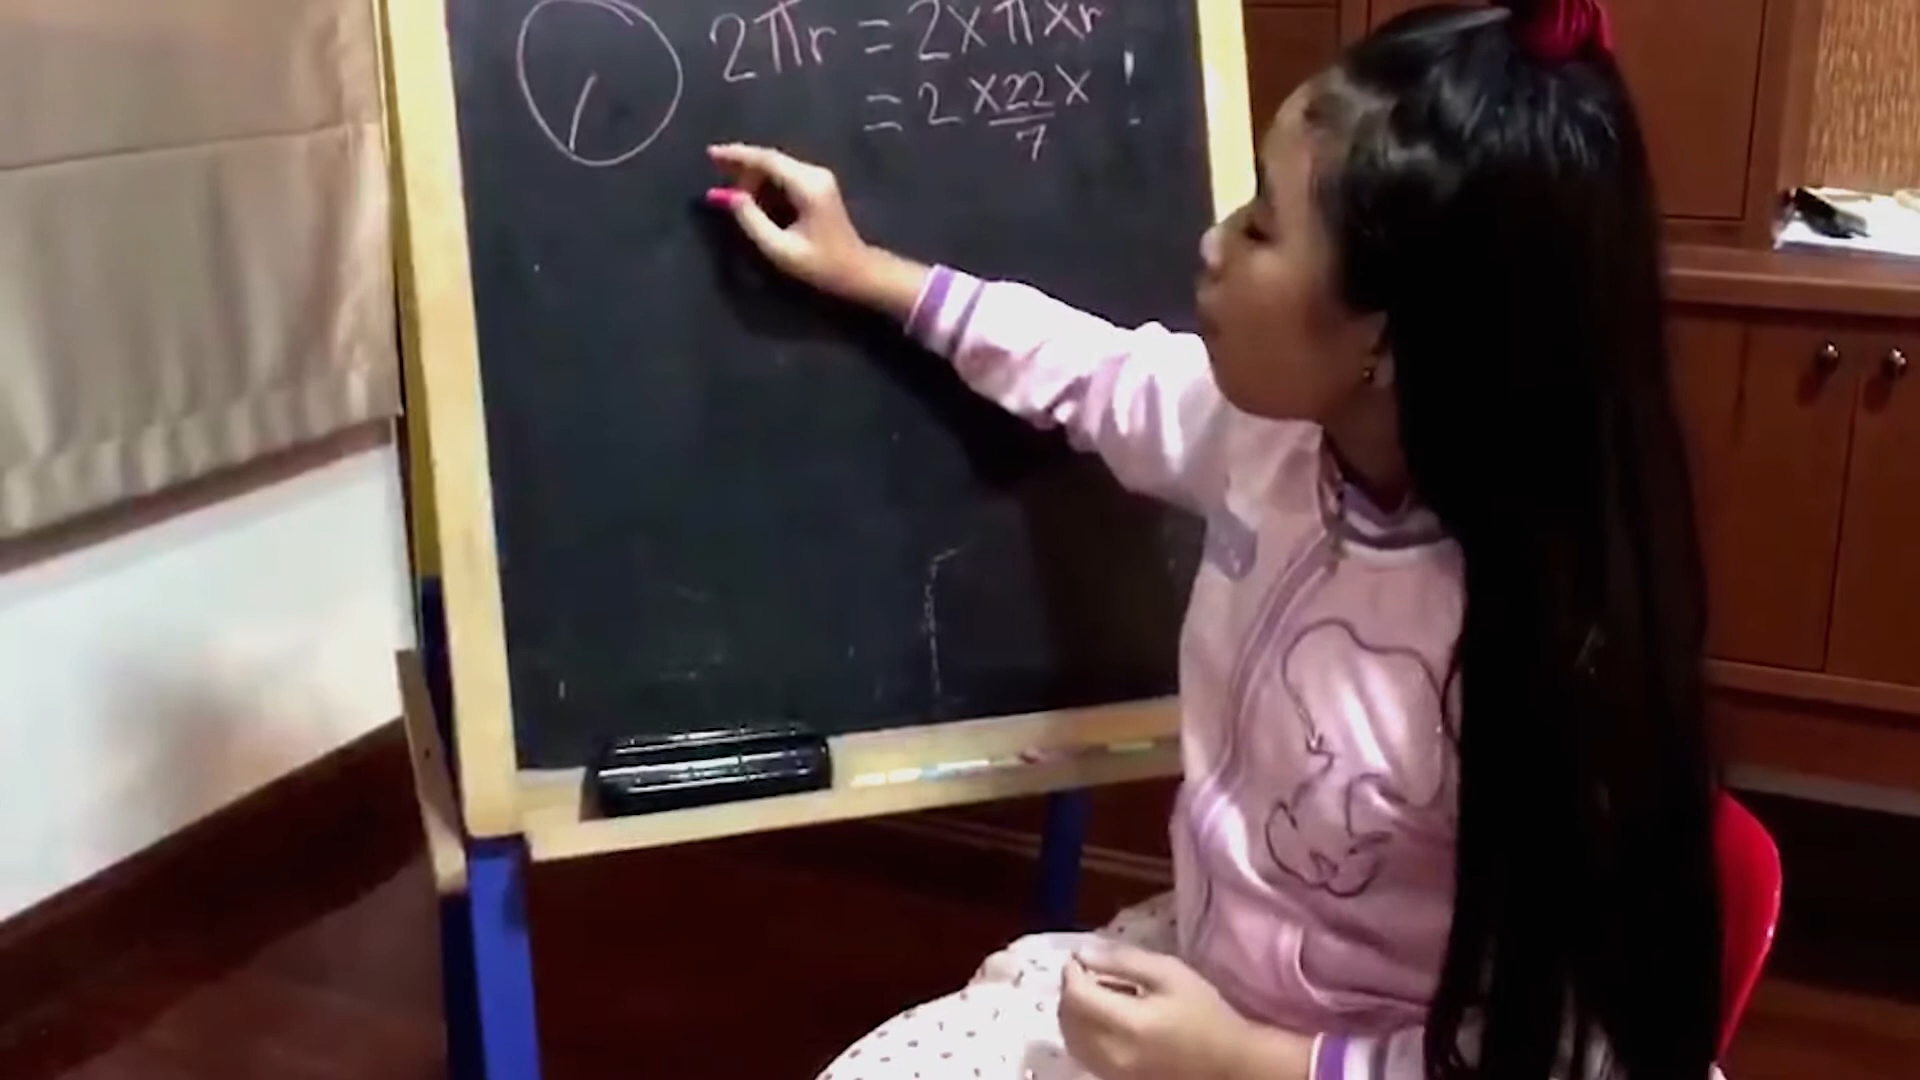 2πr = 2×π×r
= 2 × 22/7 ×